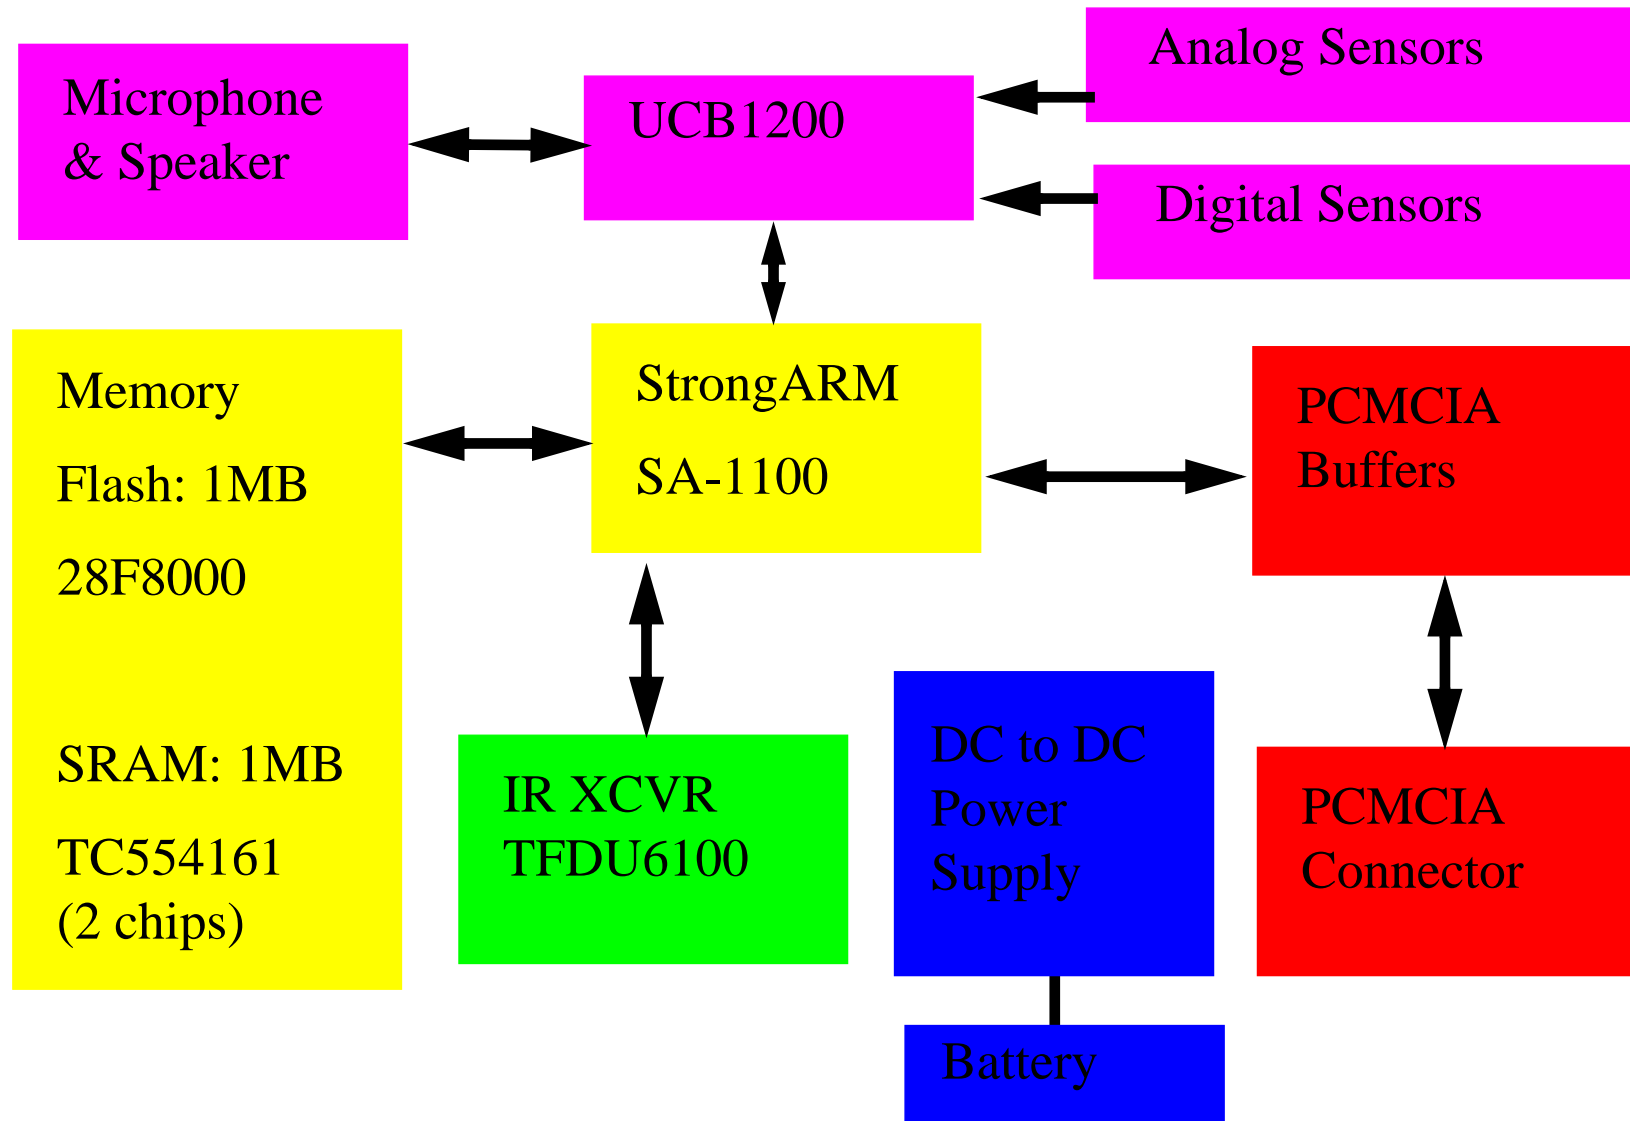 Microphone
& Speaker
UCB1200
Analog Sensors
Digital Sensors
Memory
Flash: 1MB
28F8000
SRAM: 1MB
TC554161
(2 chips)
StrongARM
SA-1100
PCMCIA
Buffers
IR XCVR
TFDU6100
DC to DC
Power
Supply
PCMCIA
Connector
Battery